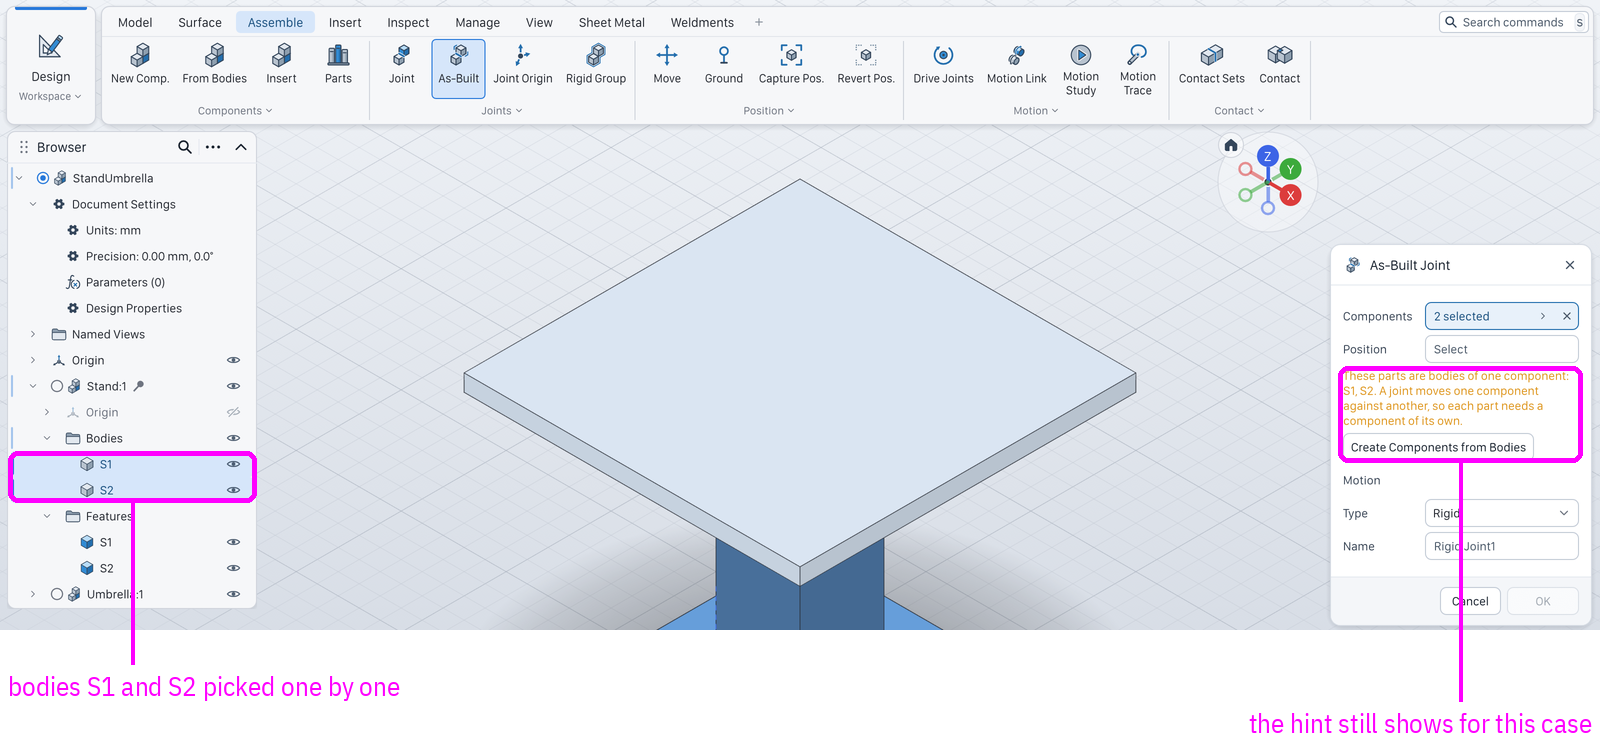 Design
Workspace
Model
Surface
Assemble
Insert
Inspect
Manage
View
Sheet Metal
Weldments
+
Search commands
S
New Comp.
From Bodies
Insert
Parts
Joint
As-Built
Joint Origin
Rigid Group
Move
Ground
Capture Pos.
Revert Pos.
Drive Joints
Motion Link
Motion
Study
Motion
Trace
Contact Sets
Contact
Components
Joints
Position
Motion
Contact
Browser
StandUmbrella
Document Settings
Units: mm
Precision: 0.00 mm, 0.0°
Parameters (0)
Design Properties
Named Views
Origin
Stand:1
Origin
Bodies
S1
S2
Features
S1
S2
Umbrella:1
Z
Y
X
As-Built Joint
Components
2 selected
Position
Select
These parts are bodies of one component:
S1, S2. A joint moves one component
against another, so each part needs a
component of its own.
Create Components from Bodies
Motion
Type
Rigid
Name
Rigid Joint1
Cancel
OK
bodies S1 and S2 picked one by one
the hint still shows for this case